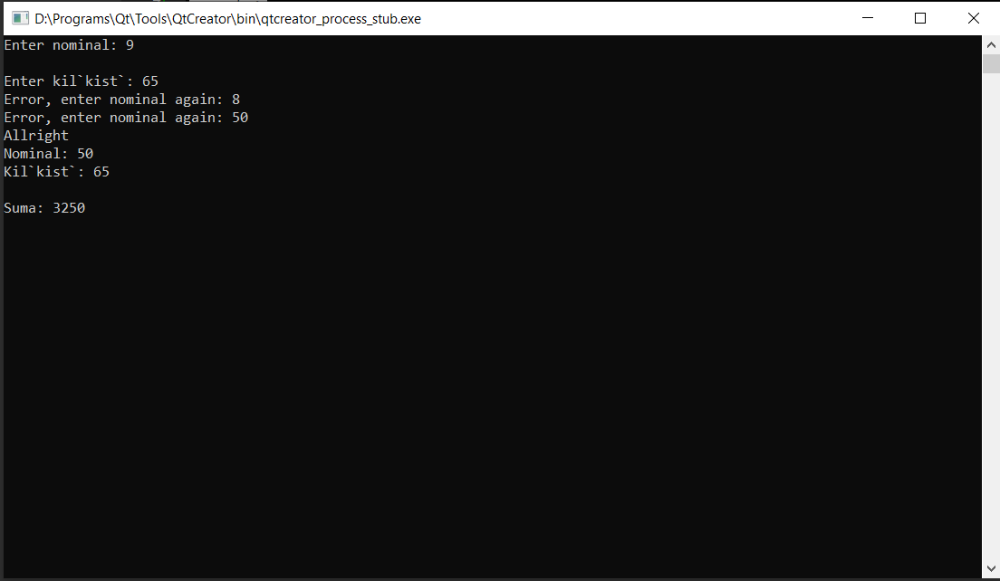 D:\Programs\Qt\Tools\QtCreator\bin\qtcreator_process_stub.exe
Enter nominal: 9
Enter kil`kist`: 65
Error, enter nominal again: 8
Error, enter nominal again: 50
Allright
Nominal: 50
Kil`kist`: 65
Suma: 3250